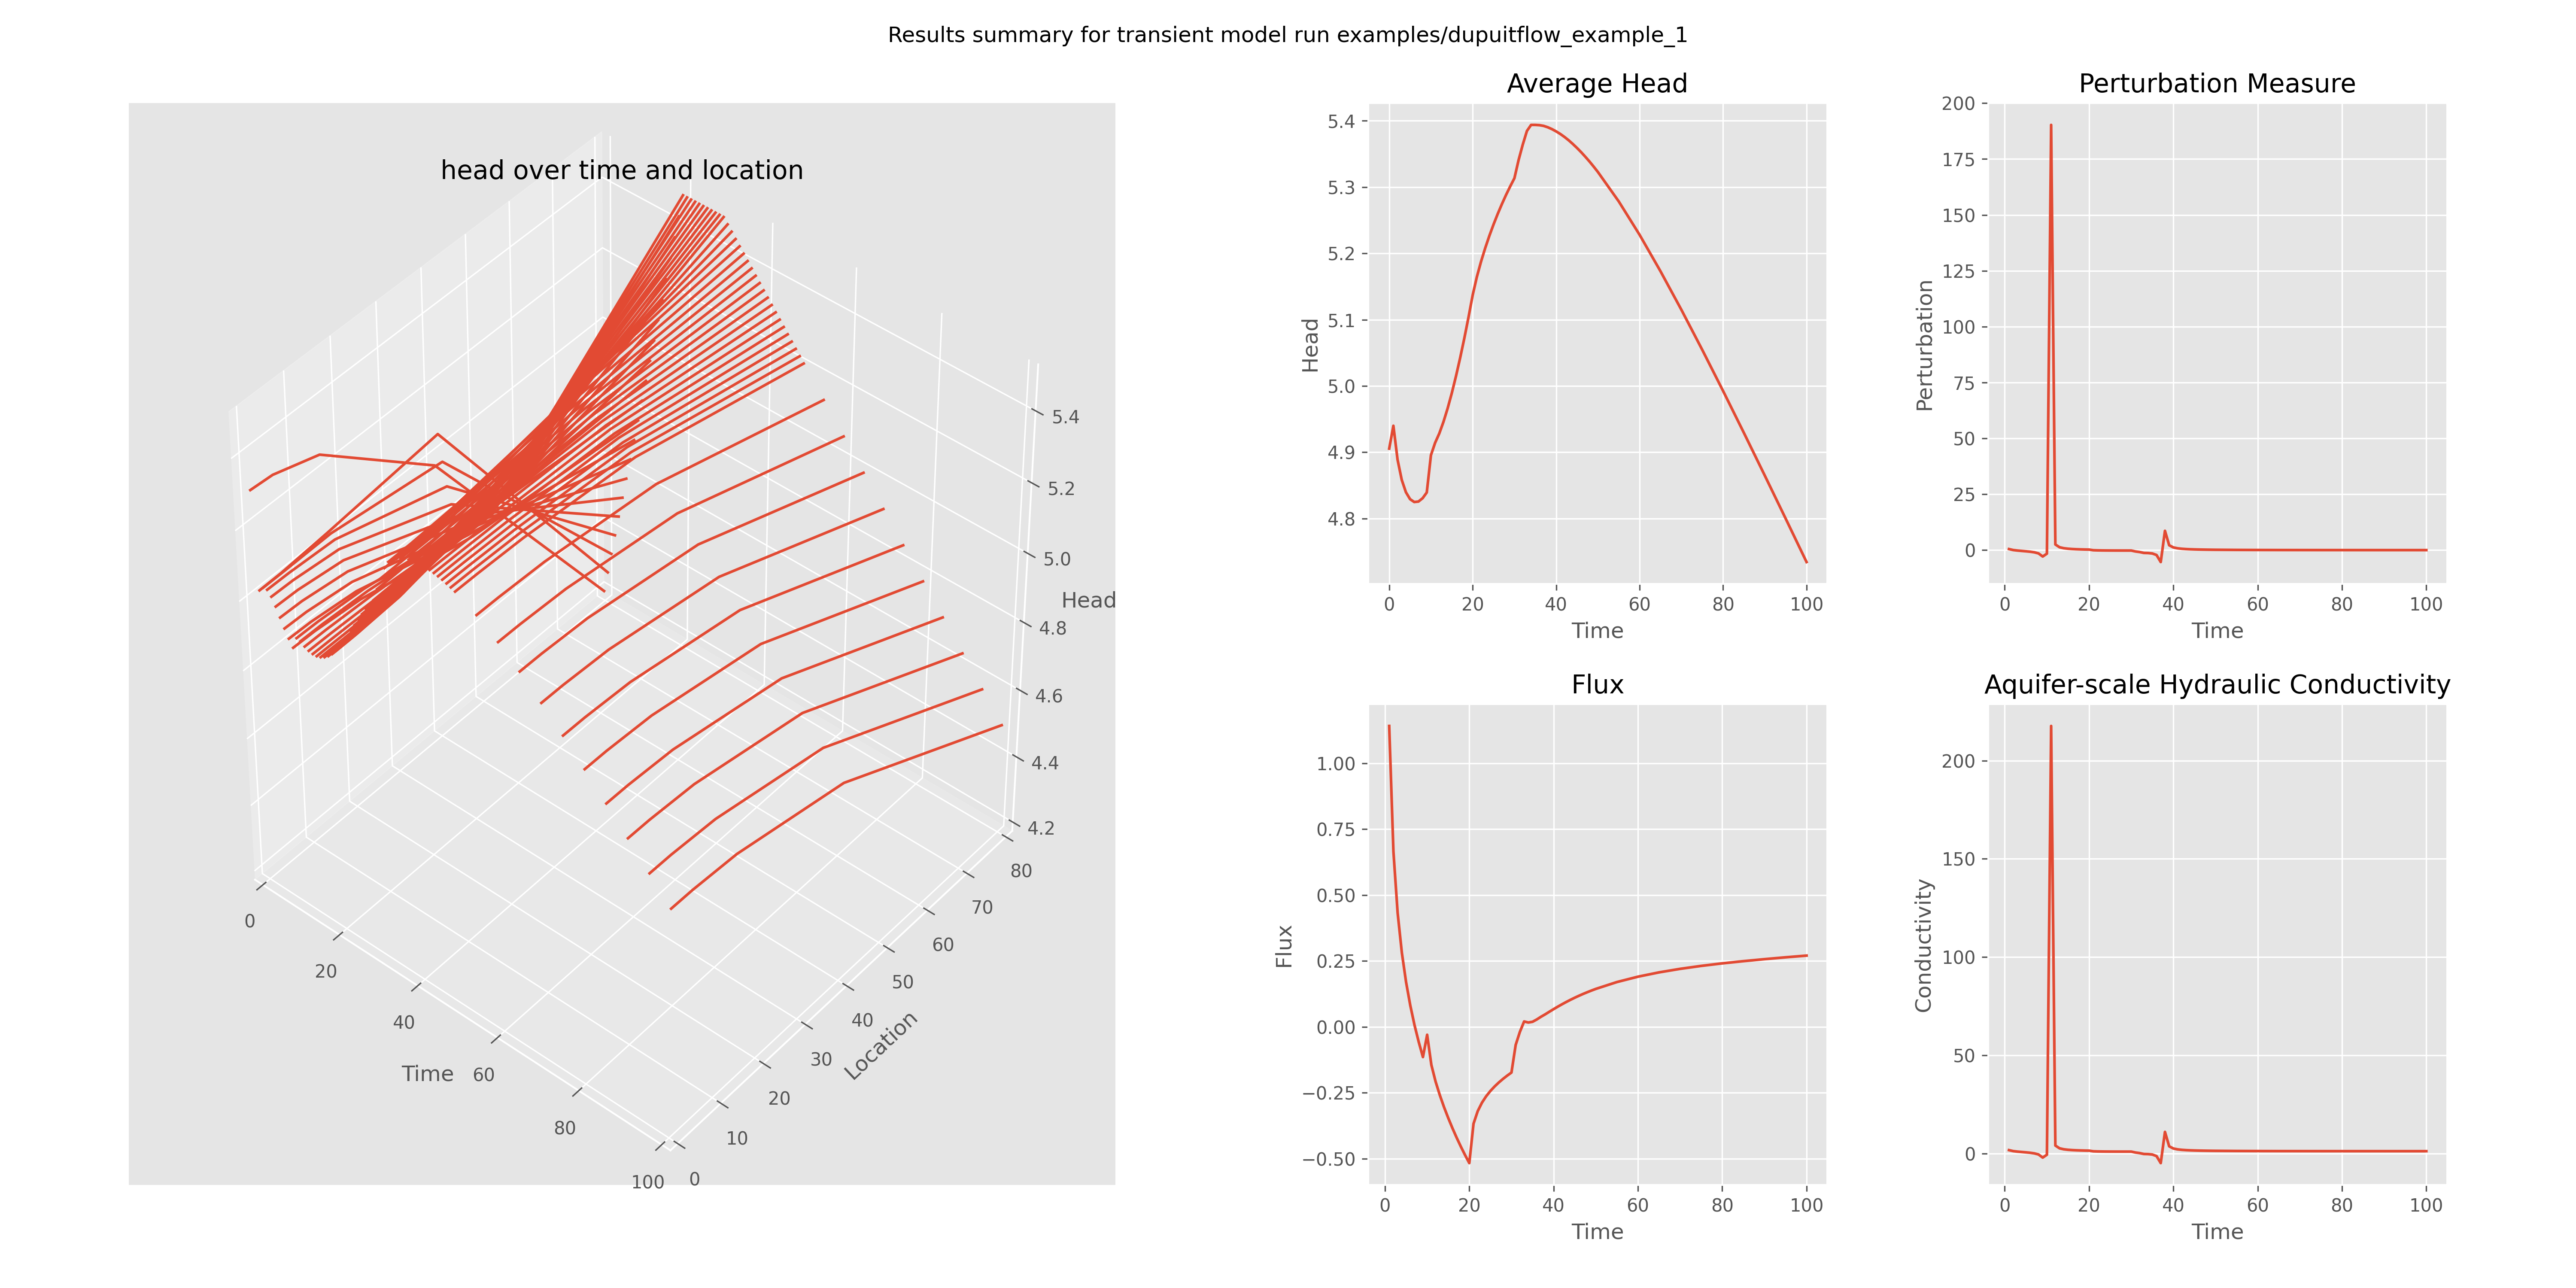 Results summary for transient model run examples/dupuitflow_example_1
head over time and location
5.4
5.2
5.0
Head
4.8
4.6
4.4
4.2
0
20
40
Time 60
80
100
0
10
20
30
40
50
60
70
80
Location
Average Head
5.4
5.3
5.2
5.1
5.0
4.9
4.8
Head
0 20 40 60 80 100
Time
Perturbation Measure
200
175
150
125
100
75
50
25
0
Perturbation
0 20 40 60 80 100
Time
Flux
1.00
0.75
0.50
0.25
0.00
−0.25
−0.50
Flux
0 20 40 60 80 100
Time
Aquifer-scale Hydraulic Conductivity
200
150
100
50
0
Conductivity
0 20 40 60 80 100
Time